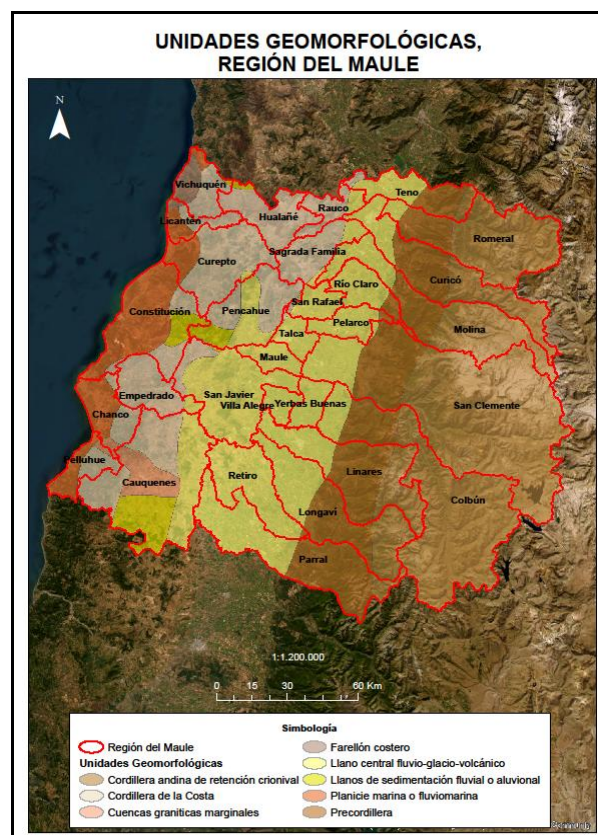 UNIDADES GEOMORFOLÓGICAS,
REGIÓN DEL MAULE
N
Vichuquén
Teno
Rauco
Hualañé
Licantén
Romeral
Sagrada Familia
Curepto
Curicó
Río Claro
San Rafael
Constitución
Pencahue
Pelarco
Molina
Talca
Maule
Empedrado
San Javier
San Clemente
Villa Alegre
Yerbas Buenas
Chanco
Pelluhue
Retiro
Linares
Cauquenes
Colbún
Longaví
Parral
1:1.200.000
0 15 30 60 Km
Simbología
Región del Maule
Unidades Geomorfológicas
Cordillera andina de retención crionival
Cordillera de la Costa
Cuencas graniticas marginales
Farellón costero
Llano central fluvio-glacio-volcánico
Llanos de sedimentación fluvial o aluvional
Planicie marina o fluviomarina
Precordillera